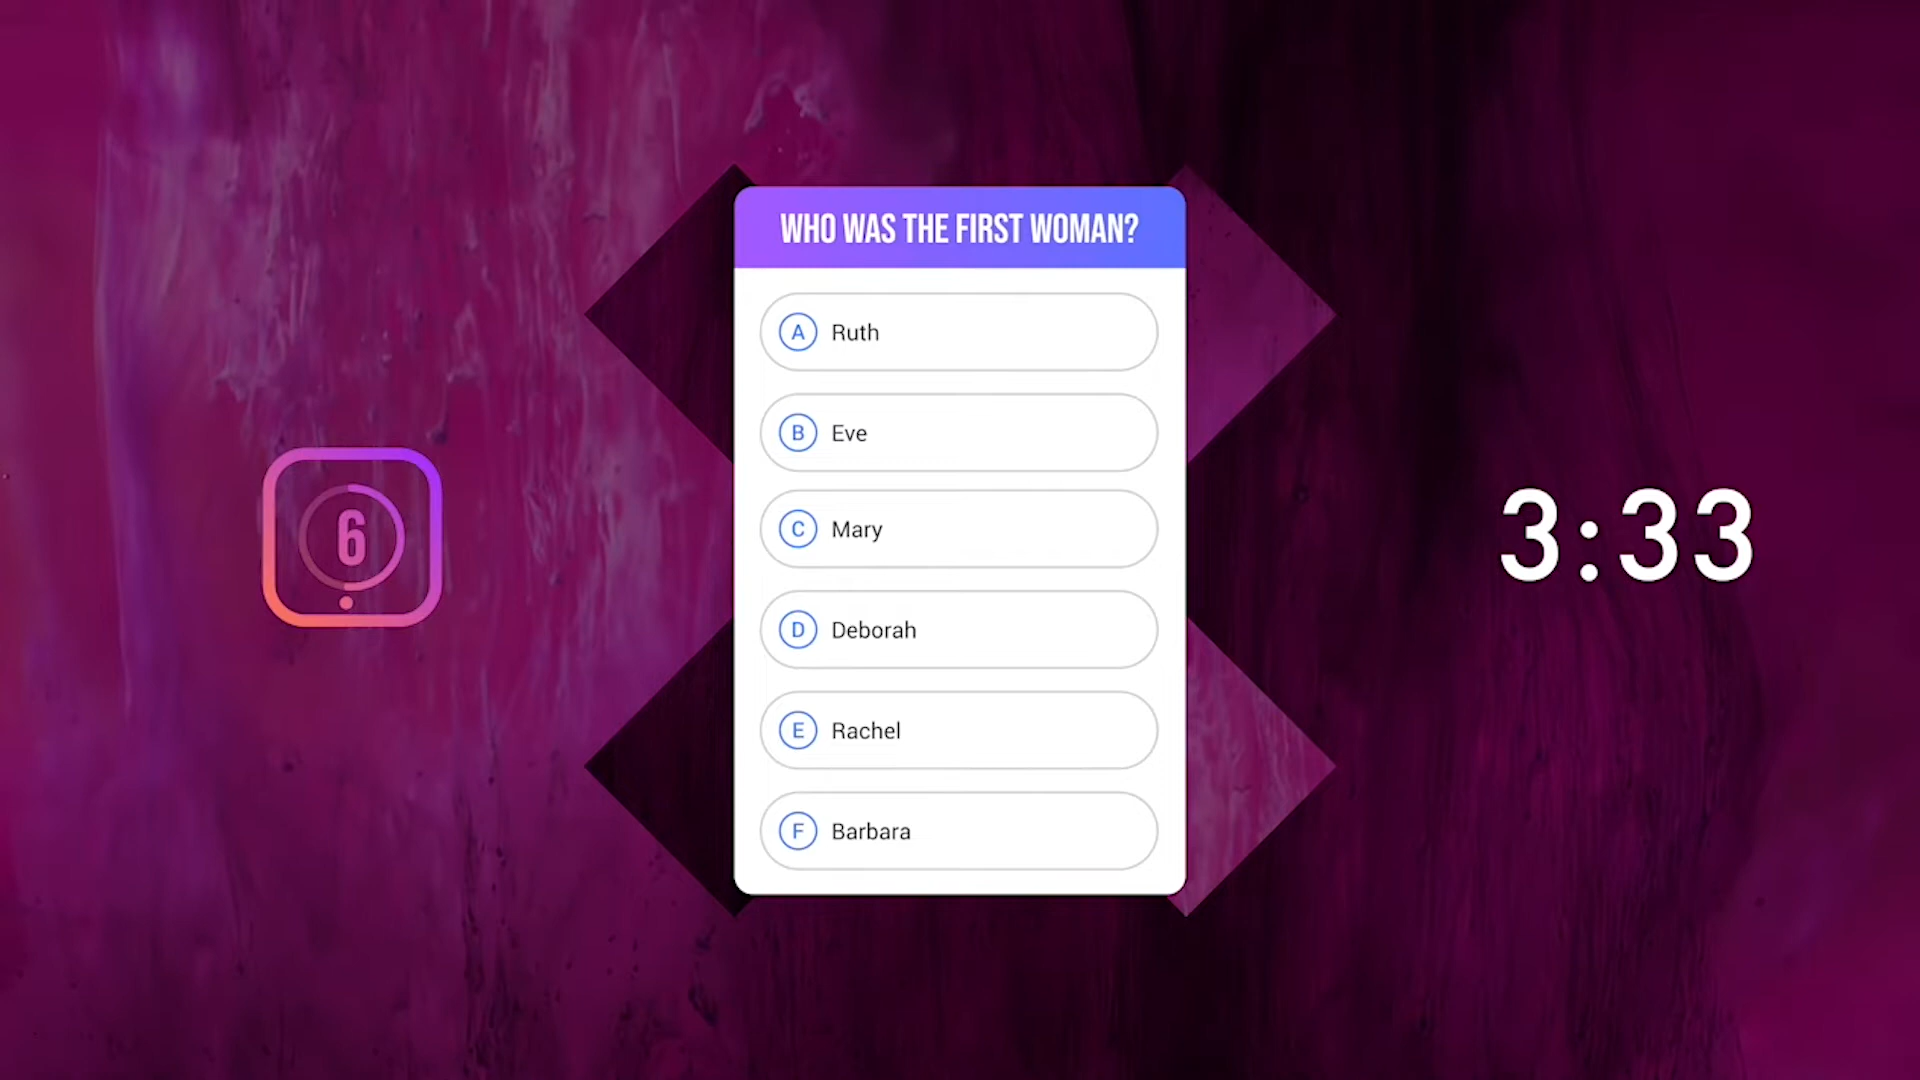 WHO WAS THE FIRST WOMAN?
A Ruth
B Eve
C Mary
D Deborah
E Rachel
F Barbara
6
3:33